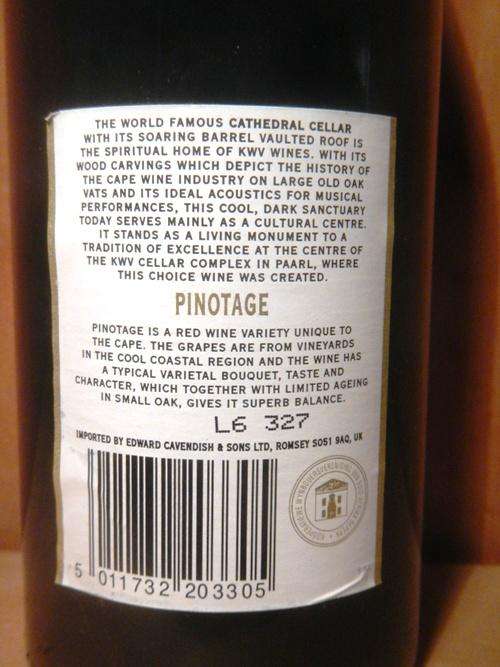 THE WORLD FAMOUS CATHEDRAL CELLAR
WITH ITS SOARING BARREL VAULTED ROOF IS
THE SPIRITUAL HOME OF KWV WINES. WITH ITS
WOOD CARVINGS WHICH DEPICT THE HISTORY OF
THE CAPE WINE INDUSTRY ON LARGE OLD OAK
VATS AND ITS IDEAL ACOUSTICS FOR MUSICAL
PERFORMANCES, THIS COOL, DARK SANCTUARY
TODAY SERVES MAINLY AS A CULTURAL CENTRE.
IT STANDS AS A LIVING MONUMENT TO A
TRADITION OF EXCELLENCE AT THE CENTRE OF
THE KWV CELLAR COMPLEX IN PAARL, WHERE
THIS CHOICE WINE WAS CREATED.
PINOTAGE
PINOTAGE IS A RED WINE VARIETY UNIQUE TO
THE CAPE. THE GRAPES ARE FROM VINEYARDS
IN THE COOL COASTAL REGION AND THE WINE HAS
A TYPICAL VARIETAL BOUQUET, TASTE AND
CHARACTER, WHICH TOGETHER WITH LIMITED AGEING
IN SMALL OAK, GIVES IT SUPERB BALANCE.
L6 327
IMPORTED BY EDWARD CAVENDISH & SONS LTD, ROMSEY SO51 9AQ, UK
5 011732 203305